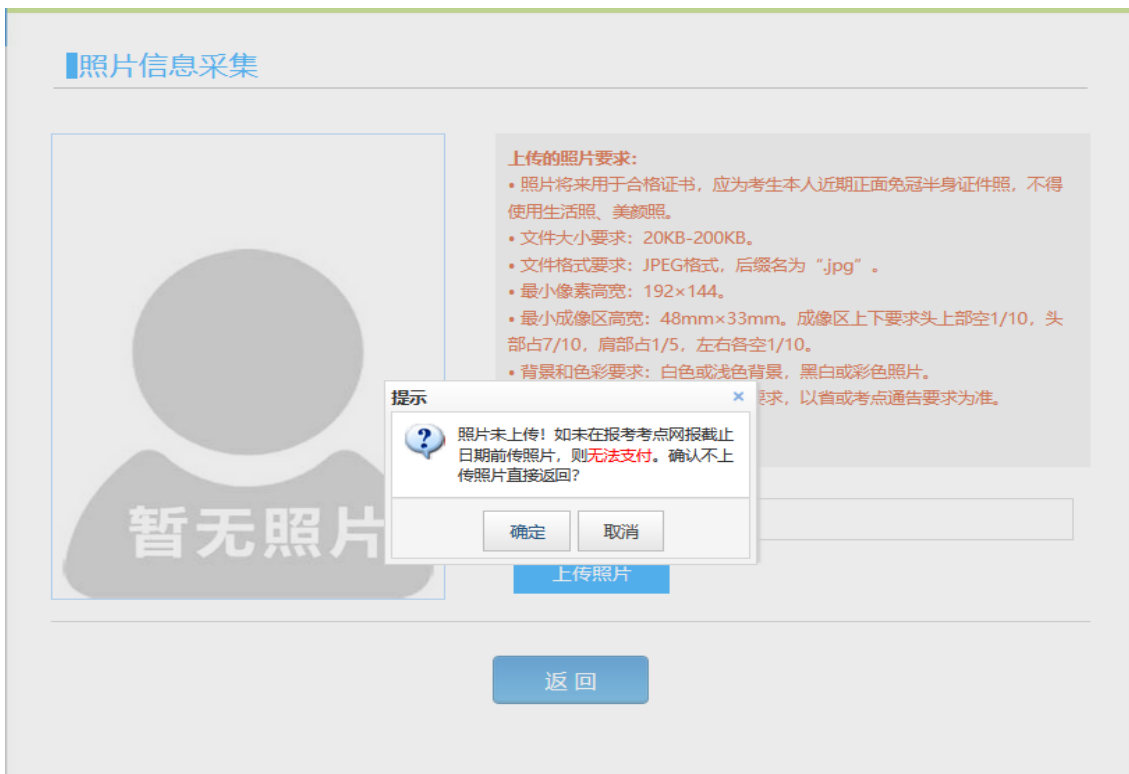 照片信息采集
上传的照片要求：
• 照片将来用于合格证书，应为考生本人近期正面免冠半身证件照，不得
使用生活照、美颜照。
• 文件大小要求：20KB-200KB。
• 文件格式要求：JPEG格式，后缀名为“.jpg”。
• 最小像素高宽：192×144。
• 最小成像区高宽：48mm×33mm。成像区上下要求头上部空1/10，头
部占7/10，肩部占1/5，左右各空1/10。
• 背景和色彩要求：白色或浅色背景，黑白或彩色照片。
要求，以省或考点通告要求为准。
提示
×
照片未上传！如未在报考考点网报截止
日期前传照片，则无法支付。确认不上
传照片直接返回？
确定 取消
暂无照片
上传照片
返回